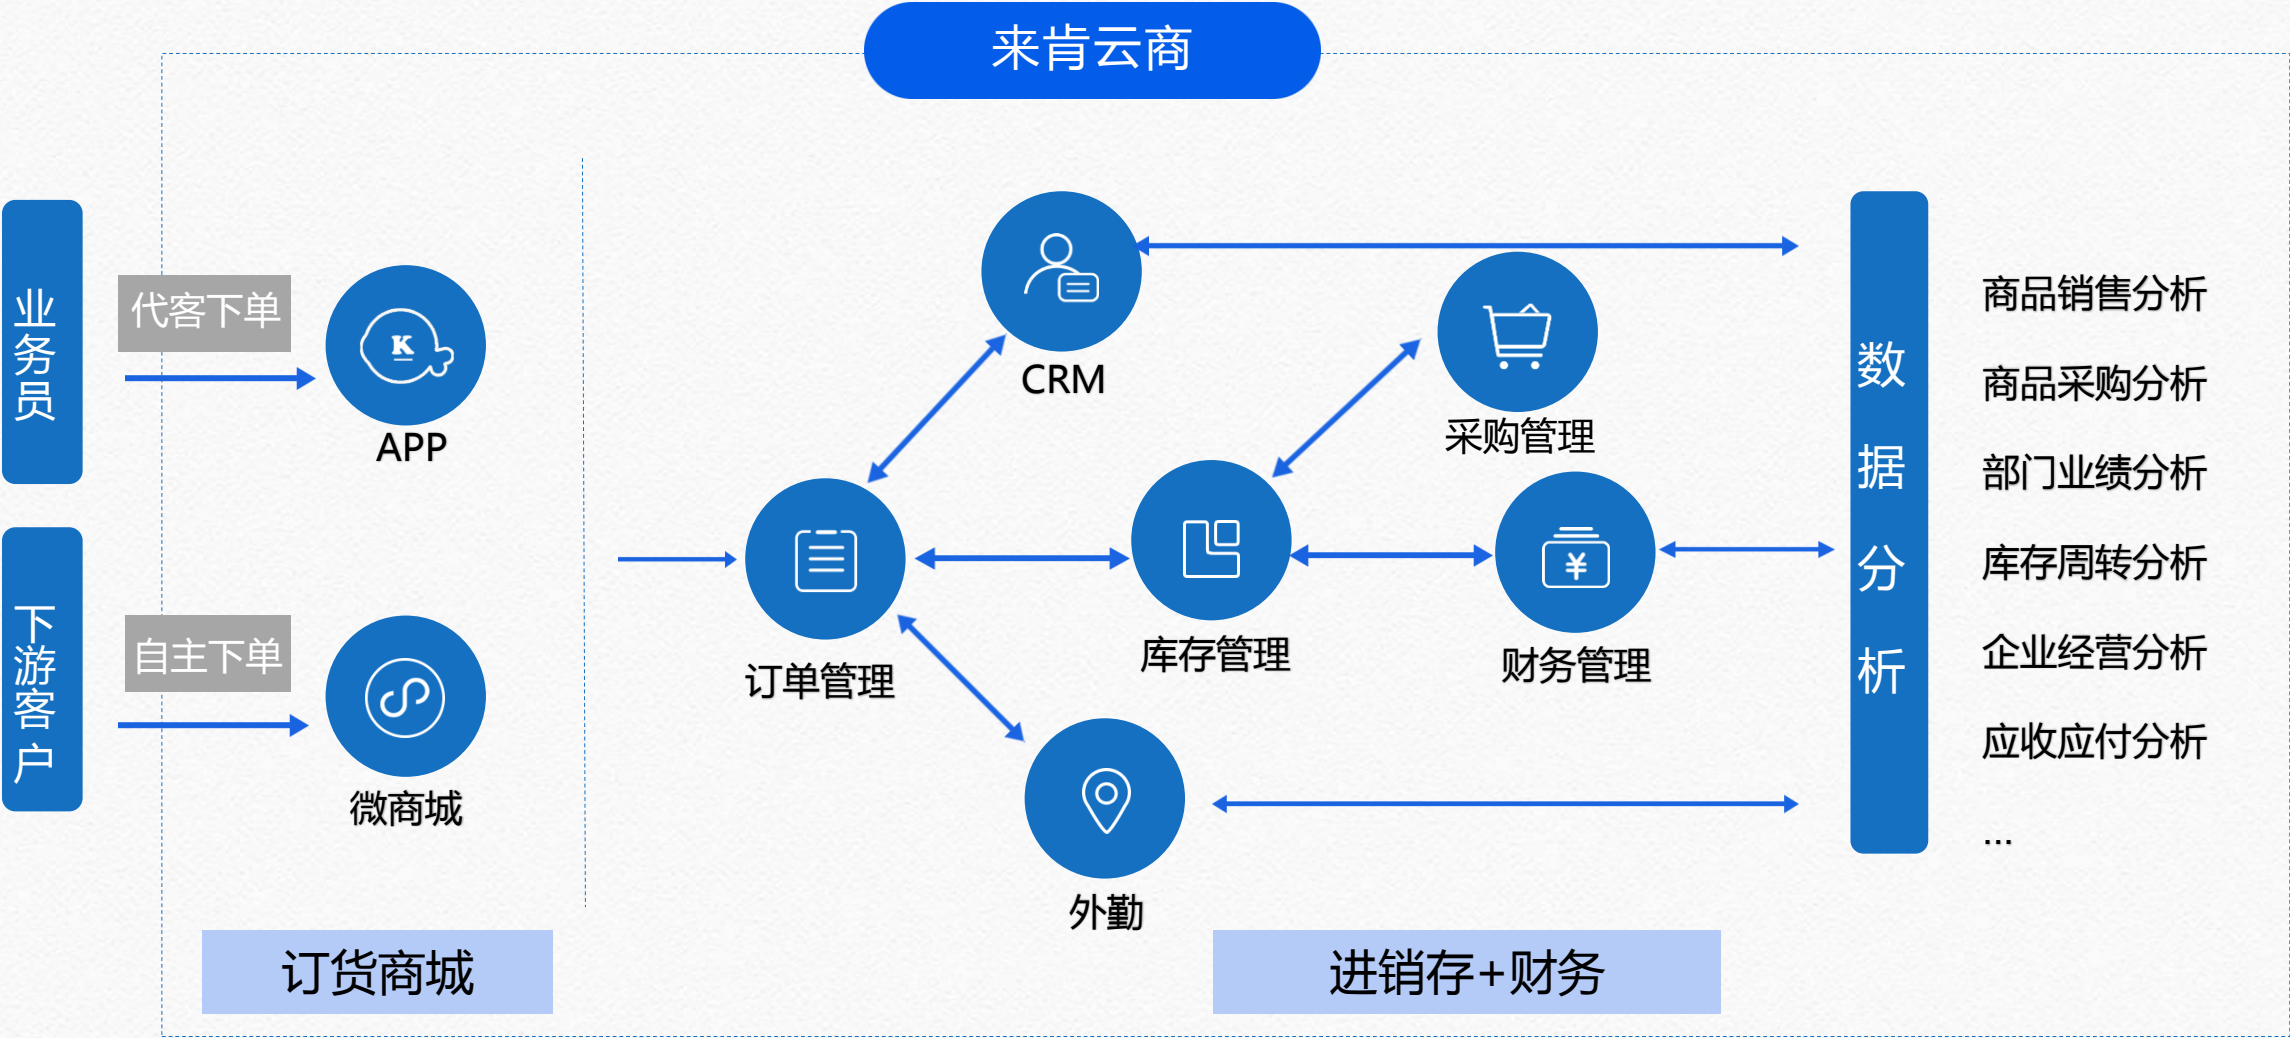 来肯云商
业务员
代客下单
K
APP
下游客户
自主下单
微商城
订货商城
CRM
采购管理
订单管理
库存管理
¥
财务管理
外勤
进销存+财务
数据分析
商品销售分析
商品采购分析
部门业绩分析
库存周转分析
企业经营分析
应收应付分析
...